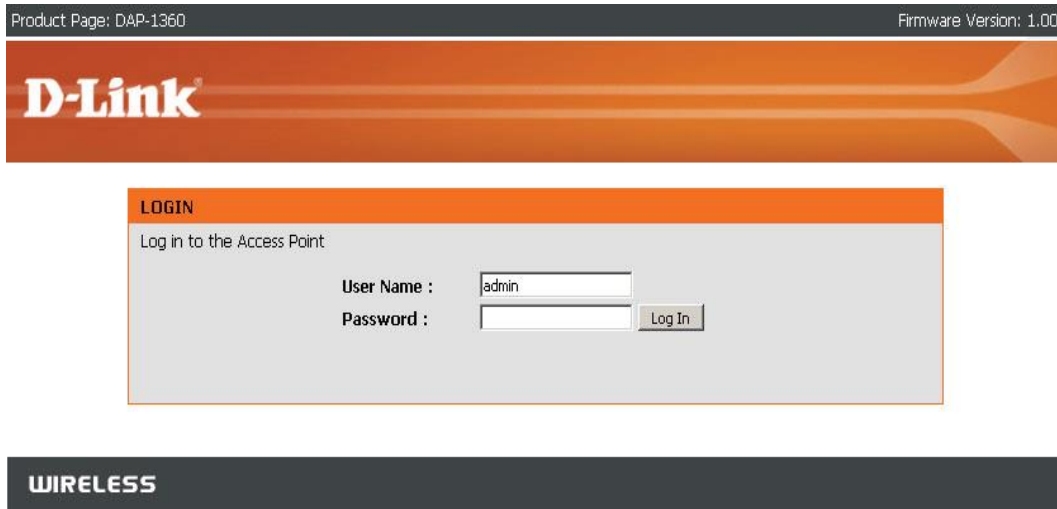 Product Page: DAP-1360 Firmware Version: 1.00
D-Link
LOGIN
Log in to the Access Point
User Name : admin
Password : Log In
WIRELESS